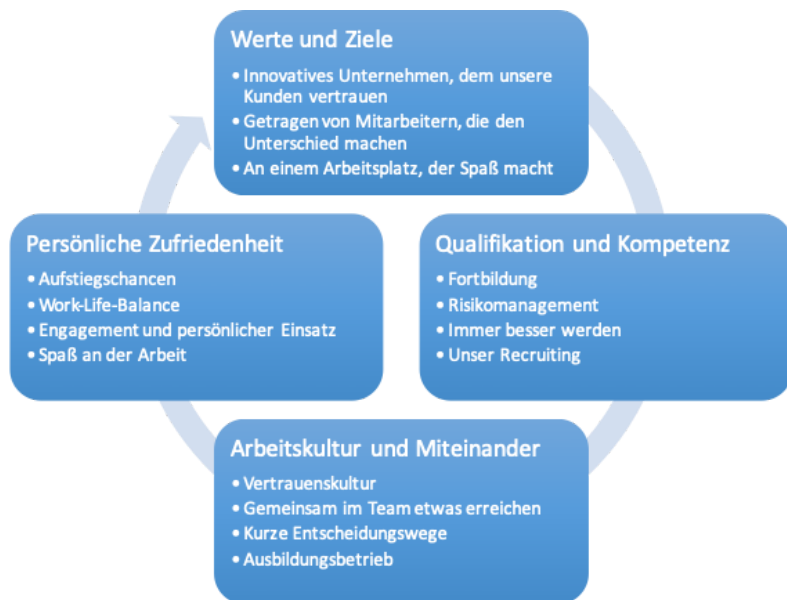 Werte und Ziele
• Innovatives Unternehmen, dem unsere
Kunden vertrauen
• Getragen von Mitarbeitern, die den
Unterschied machen
• An einem Arbeitsplatz, der Spaß macht
Persönliche Zufriedenheit
• Aufstiegschancen
• Work-Life-Balance
• Engagement und persönlicher Einsatz
• Spaß an der Arbeit
Qualifikation und Kompetenz
• Fortbildung
• Risikomanagement
• Immer besser werden
• Unser Recruiting
Arbeitskultur und Miteinander
• Vertrauenskultur
• Gemeinsam im Team etwas erreichen
• Kurze Entscheidungswege
• Ausbildungsbetrieb